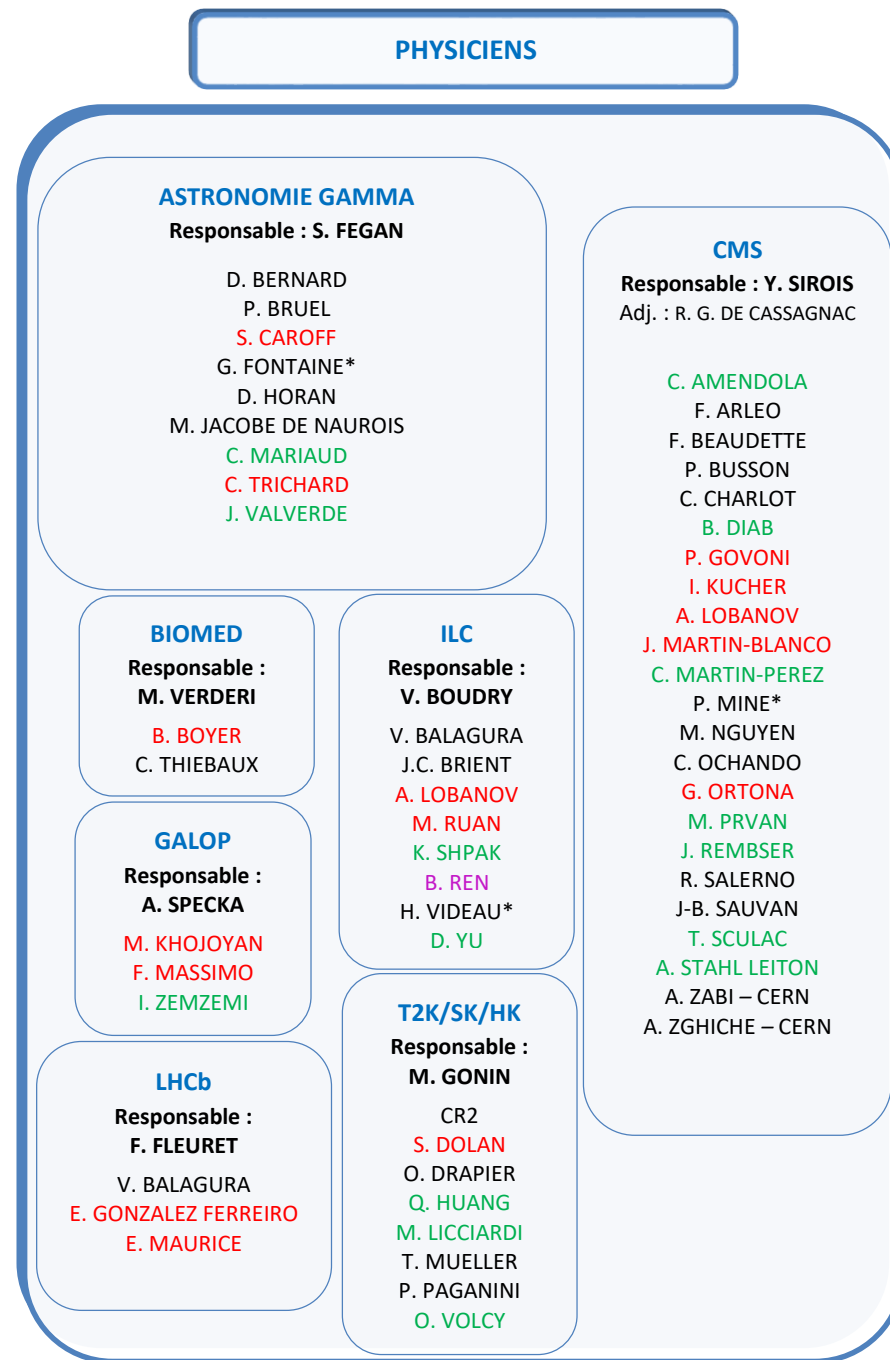 PHYSICIENS
ASTRONOMIE GAMMA
Responsable : S. FEGAN
D. BERNARD
P. BRUEL
S. CAROFF
G. FONTAINE*
D. HORAN
M. JACOBE DE NAUROIS
C. MARIAUD
C. TRICHARD
J. VALVERDE
BIOMED
Responsable :
M. VERDERI
B. BOYER
C. THIEBAUX
GALOP
Responsable :
A. SPECKA
M. KHOJOYAN
F. MASSIMO
I. ZEMZEMI
LHCb
Responsable :
F. FLEURET
V. BALAGURA
E. GONZALEZ FERREIRO
E. MAURICE
ILC
Responsable :
V. BOUDRY
V. BALAGURA
J.C. BRIENT
A. LOBANOV
M. RUAN
K. SHPAK
B. REN
H. VIDEAU*
D. YU
T2K/SK/HK
Responsable :
M. GONIN
CR2
S. DOLAN
O. DRAPIER
Q. HUANG
M. LICCIARDI
T. MUELLER
P. PAGANINI
O. VOLCY
CMS
Responsable : Y. SIROIS
Adj. : R. G. DE CASSAGNAC
C. AMENDOLA
F. ARLEO
F. BEAUDETTE
P. BUSSON
C. CHARLOT
B. DIAB
P. GOVONI
I. KUCHER
A. LOBANOV
J. MARTIN-BLANCO
C. MARTIN-PEREZ
P. MINE*
M. NGUYEN
C. OCHANDO
G. ORTONA
M. PRVAN
J. REMBSER
R. SALERNO
J-B. SAUVAN
T. SCULAC
A. STAHL LEITON
A. ZABI – CERN
A. ZGHICHE – CERN